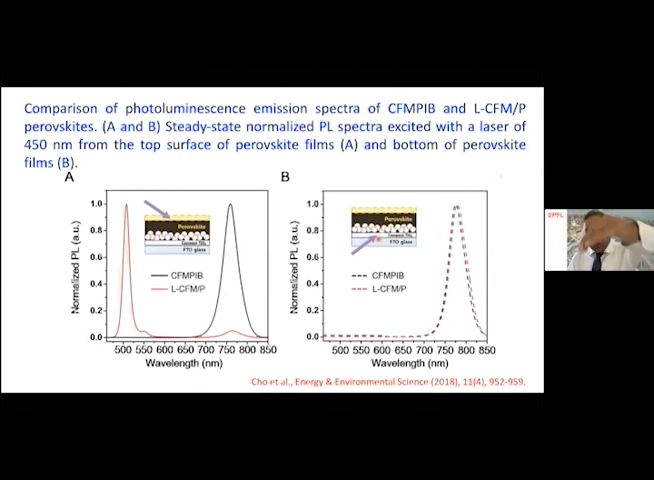 Comparison of photoluminescence emission spectra of CFMPIB and L-CFM/P
perovskites. (A and B) Steady-state normalized PL spectra excited with a laser of
450 nm from the top surface of perovskite films (A) and bottom of perovskite
films (B).
A
B
1.0
0.8
0.6
0.4
0.2
0.0
Normalized PL (a.u.)
Perovskite
FTO glass
CFMPIB
L-CFM/P
500 550 600 650 700 750 800 850
Wavelength (nm)
1.0
0.8
0.6
0.4
0.2
0.0
Normalized PL (a.u.)
Perovskite
FTO glass
CFMPIB
L-CFM/P
500 550 600 650 700 750 800 850
Wavelength (nm)
Cho et al., Energy & Environmental Science (2018), 11(4), 952-959.
EPFL